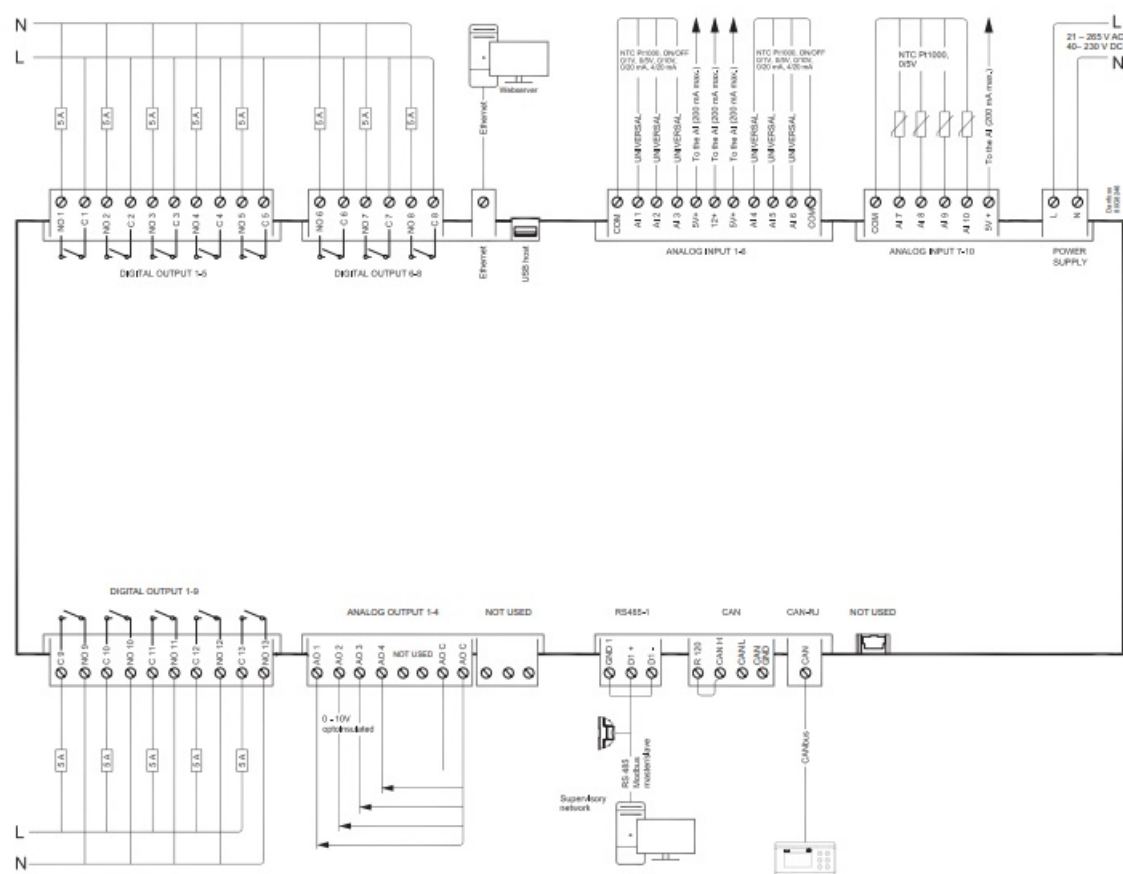 N
L
5 A
5 A
5 A
5 A
5 A
5 A
5 A
5 A
Webserver
Ethernet
NTC Pt1000, ON/OFF
0/1V, 0/5V, 0/10V,
0/20 mA, 4/20 mA
UNIVERSAL
UNIVERSAL
UNIVERSAL
To the AI (200 mA max.)
To the AI (200 mA max.)
To the AI (200 mA max.)
NTC Pt1000, ON/OFF
0/1V, 0/5V, 0/10V,
0/20 mA, 4/20 mA
UNIVERSAL
UNIVERSAL
UNIVERSAL
NTC Pt1000,
0/5V
To the AI (200 mA max.)
L
21 – 265 V AC
40– 230 V DC
N
NO 1
C 1
NO 2
C 2
NO 3
C 3
NO 4
C 4
NO 5
C 5
DIGITAL OUTPUT 1-5
NO 6
C 6
NO 7
C 7
NO 8
C 8
DIGITAL OUTPUT 6-8
Ethernet
USB host
COM
AI 1
AI 2
AI 3
5V+
12+
5V+
AI 4
AI 5
AI 6
COM
ANALOG INPUT 1-6
COM
AI 7
AI 8
AI 9
AI 10
5V +
ANALOG INPUT 7-10
L
N
POWER
SUPPLY
Danfoss
DIGITAL OUTPUT 1-9
C 9
NO 9
C 10
NO 10
C 11
NO 11
C 12
NO 12
C 13
NO 13
5 A
5 A
5 A
5 A
5 A
L
N
ANALOG OUTPUT 1-4
AO 1
AO 2
AO 3
AO 4
NOT USED
AO C
AO C
0 – 10V
optoinsulated
NOT USED
RS485-1
GND 1
D1 +
D1 -
RS 485
Modbus
master/slave
Supervisory
network
CAN
R 120
CAN H
CANL
CAN
GND
CAN-RJ
CAN
CANbus
NOT USED